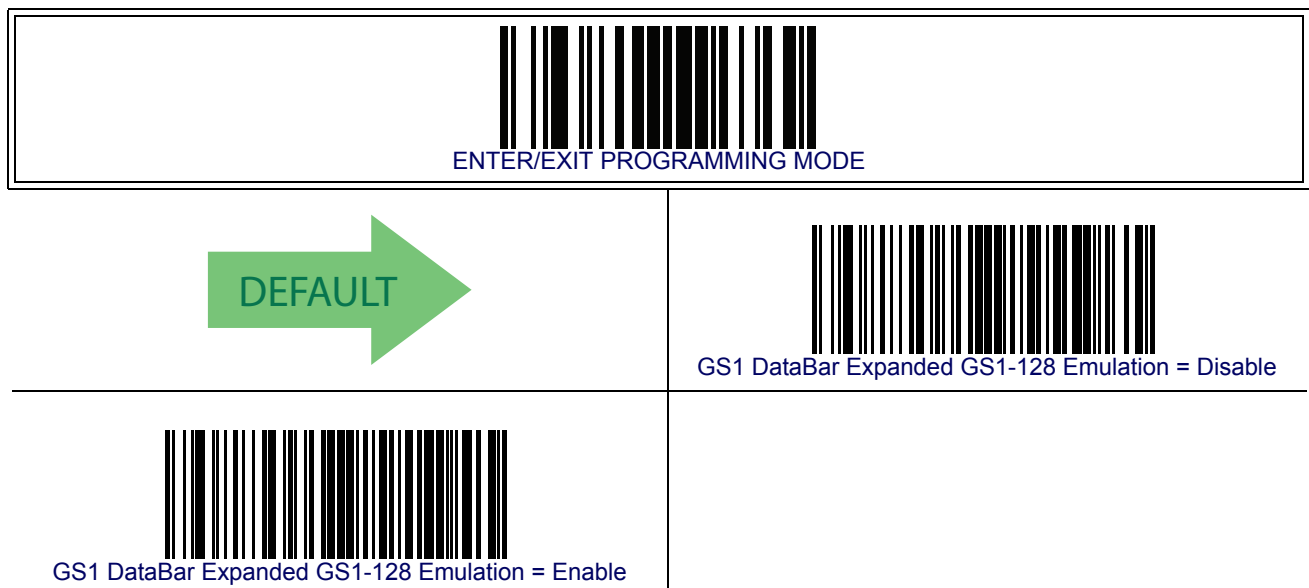 ENTER/EXIT PROGRAMMING MODE
DEFAULT
GS1 DataBar Expanded GS1-128 Emulation = Disable
GS1 DataBar Expanded GS1-128 Emulation = Enable